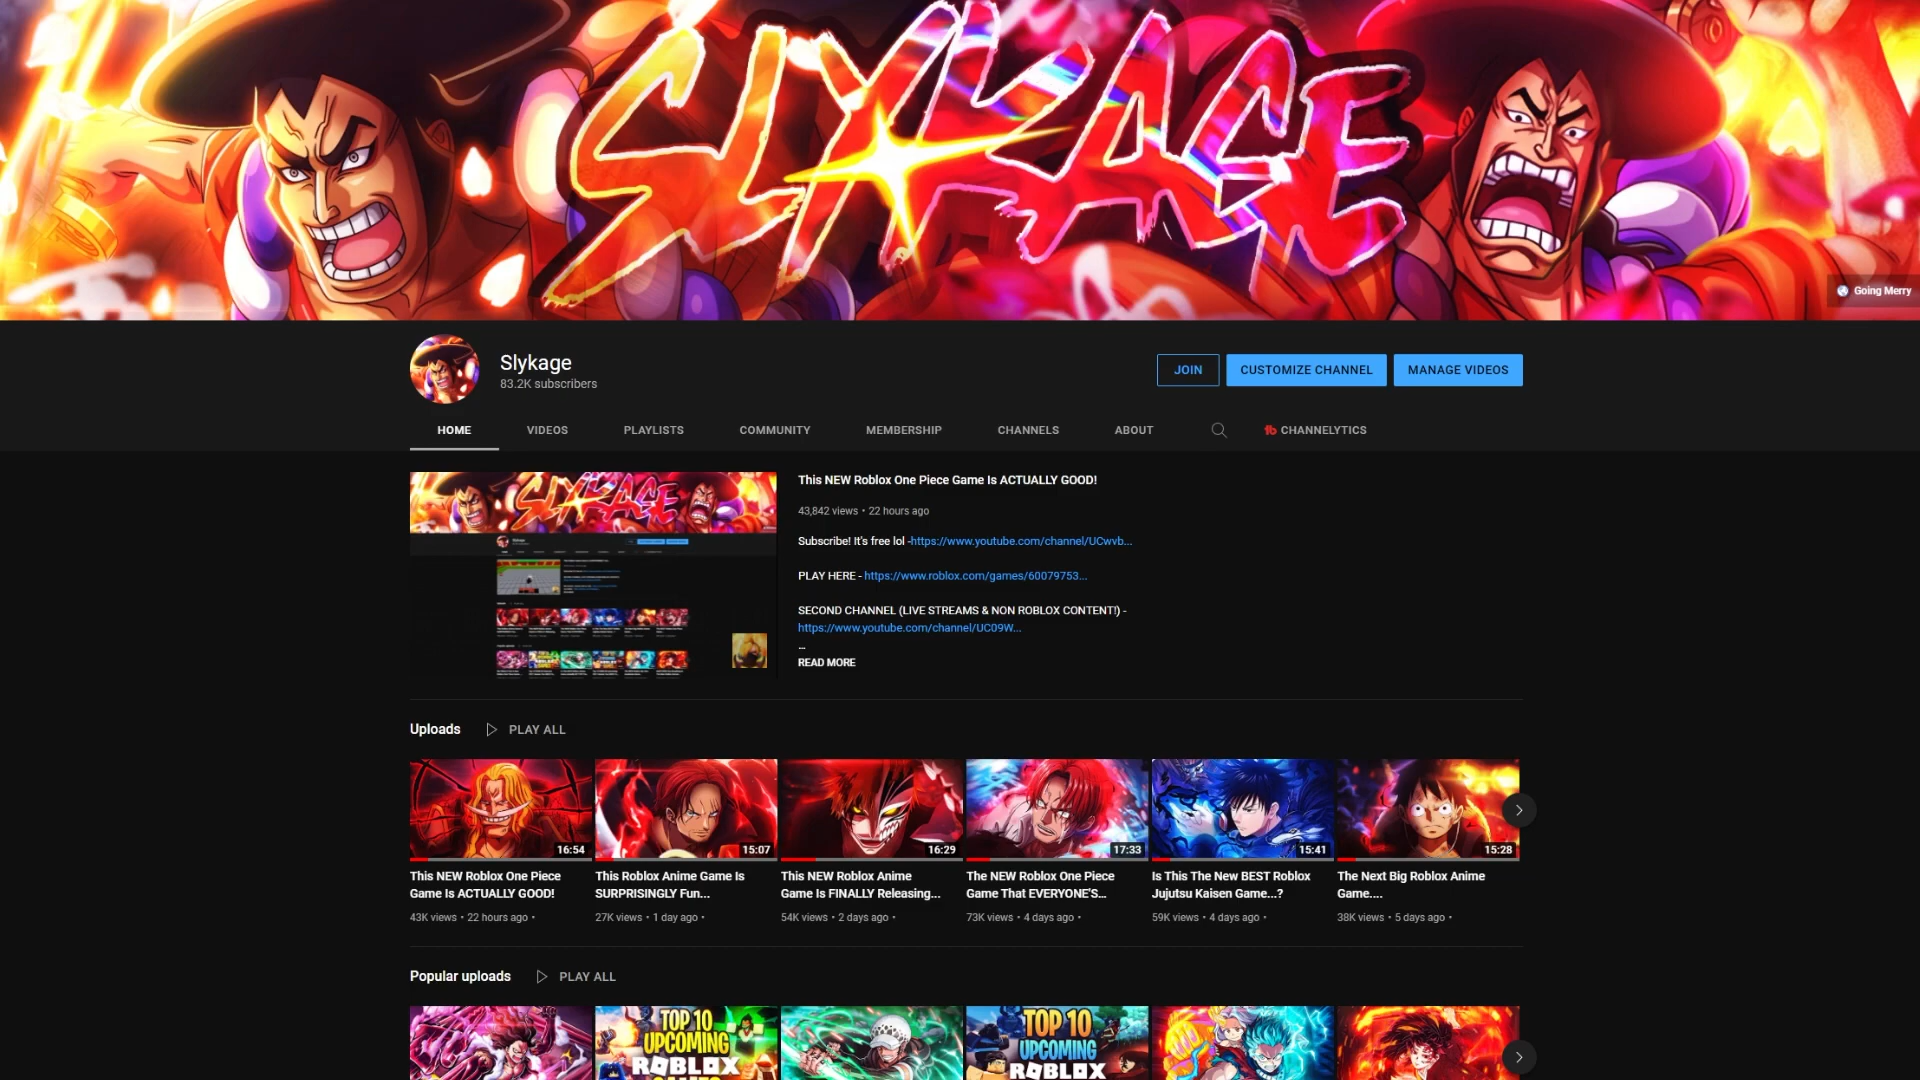 SLYKAGE
Going Merry
Slykage
83.2K subscribers
JOIN
CUSTOMIZE CHANNEL
MANAGE VIDEOS
HOME
VIDEOS
PLAYLISTS
COMMUNITY
MEMBERSHIP
CHANNELS
ABOUT
CHANNELYTICS
SLYKAGE
This NEW Roblox One Piece Game Is ACTUALLY GOOD!
43,842 views • 22 hours ago
Subscribe! It's free lol -https://www.youtube.com/channel/UCwvb...
PLAY HERE - https://www.roblox.com/games/60079753...
SECOND CHANNEL (LIVE STREAMS & NON ROBLOX CONTENT!) -
https://www.youtube.com/channel/UC09W...
...
READ MORE
Uploads
PLAY ALL
16:54
15:07
16:29
17:33
15:41
15:28
This NEW Roblox One Piece
Game Is ACTUALLY GOOD!
43K views • 22 hours ago •
This Roblox Anime Game Is
SURPRISINGLY Fun...
27K views • 1 day ago •
This NEW Roblox Anime
Game Is FINALLY Releasing...
54K views • 2 days ago •
The NEW Roblox One Piece
Game That EVERYONE'S...
73K views • 4 days ago •
Is This The New BEST Roblox
Jujutsu Kaisen Game...?
59K views • 4 days ago •
The Next Big Roblox Anime
Game....
38K views • 5 days ago •
Popular uploads
PLAY ALL
TOP 10
UPCOMING
ROBLOX
GAMES
TOP 10
UPCOMING
ROBLOX